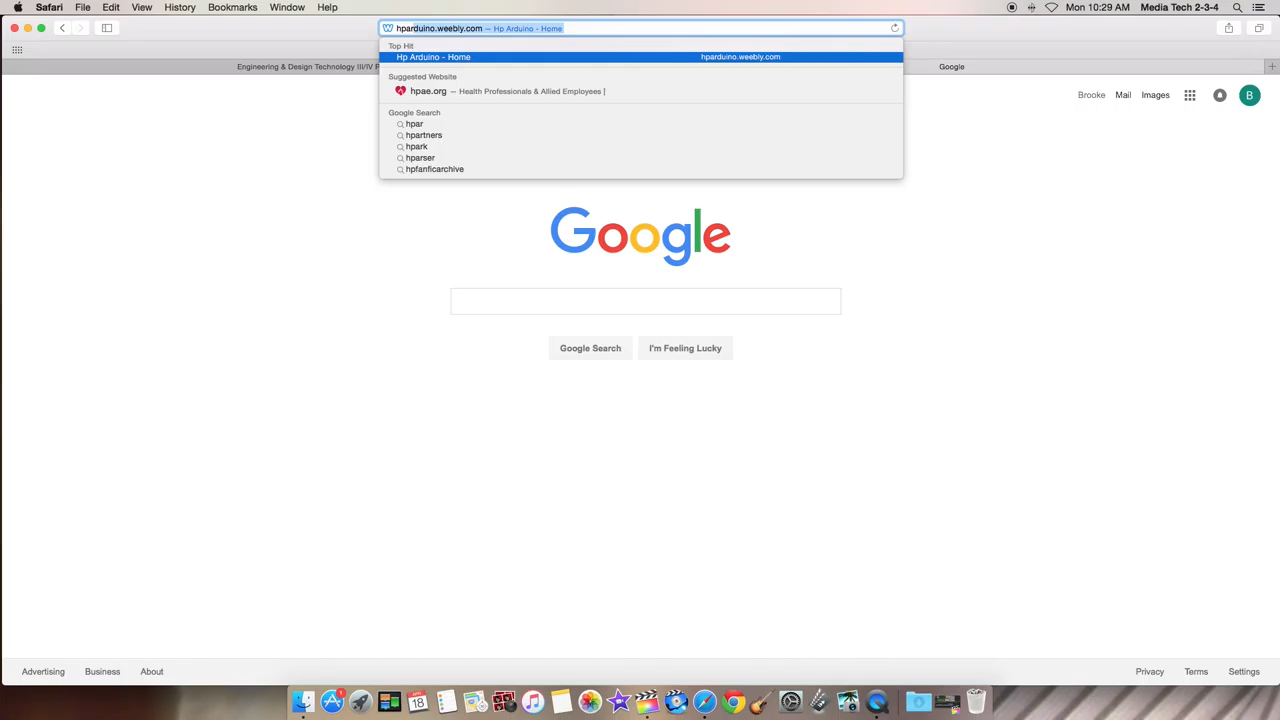 Safari File Edit View History Bookmarks Window Help Mon 10:29 AM Media Tech 2-3-4
hparduino.weebly.com — Hp Arduino - Home
Top Hit
Hp Arduino - Home hparduino.weebly.com
Engineering & Design Technology III/IV P Google
Suggested Website
hpae.org — Health Professionals & Allied Employees |
Brooke Mail Images B
Google Search
hpar
hpartners
hpark
hparser
hpfanficarchive
Google
Google Search I'm Feeling Lucky
Advertising Business About Privacy Terms Settings
1
18